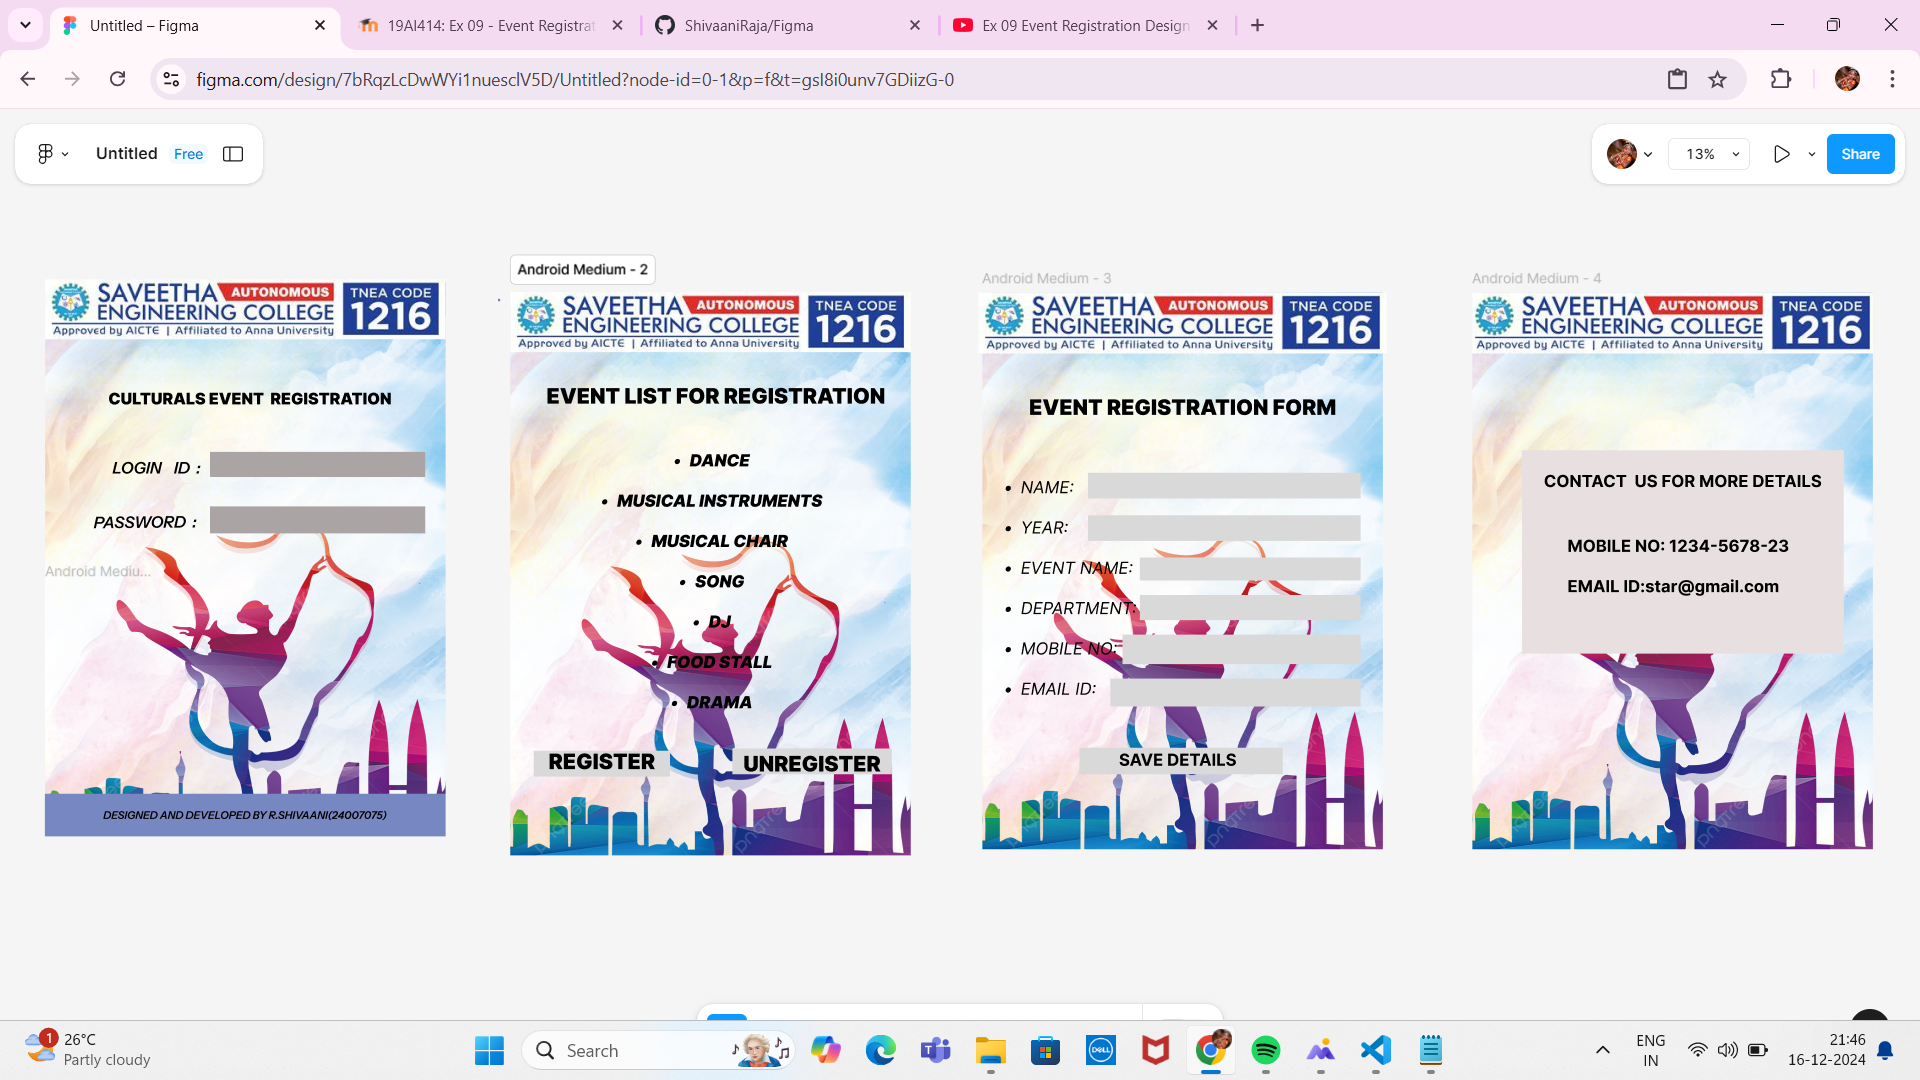 Untitled – Figma
19AI414: Ex 09 - Event Registrat
ShivaaniRaja/Figma
Ex 09 Event Registration Design
figma.com/design/7bRqzLcDwWYi1nuesclV5D/Untitled?node-id=0-1&p=f&t=gsI8i0unv7GDiizG-0
Untitled
Free
13%
Share
SAVEETHA AUTONOMOUS
ENGINEERING COLLEGE
Approved by AICTE | Affiliated to Anna University
TNEA CODE
1216
CULTURALS EVENT REGISTRATION
LOGIN ID :
PASSWORD :
Android Mediu...
DESIGNED AND DEVELOPED BY R.SHIVAANI(24007075)
Android Medium - 2
SAVEETHA AUTONOMOUS
ENGINEERING COLLEGE
Approved by AICTE | Affiliated to Anna University
TNEA CODE
1216
EVENT LIST FOR REGISTRATION
• DANCE
• MUSICAL INSTRUMENTS
• MUSICAL CHAIR
• SONG
• DJ
• FOOD STALL
• DRAMA
REGISTER
UNREGISTER
Android Medium - 3
SAVEETHA AUTONOMOUS
ENGINEERING COLLEGE
Approved by AICTE | Affiliated to Anna University
TNEA CODE
1216
EVENT REGISTRATION FORM
• NAME:
• YEAR:
• EVENT NAME:
• DEPARTMENT:
• MOBILE NO:
• EMAIL ID:
SAVE DETAILS
Android Medium - 4
SAVEETHA AUTONOMOUS
ENGINEERING COLLEGE
Approved by AICTE | Affiliated to Anna University
TNEA CODE
1216
CONTACT US FOR MORE DETAILS
MOBILE NO: 1234-5678-23
EMAIL ID:star@gmail.com
1
26°C
Partly cloudy
Search
DELL
ENG
IN
21:46
16-12-2024